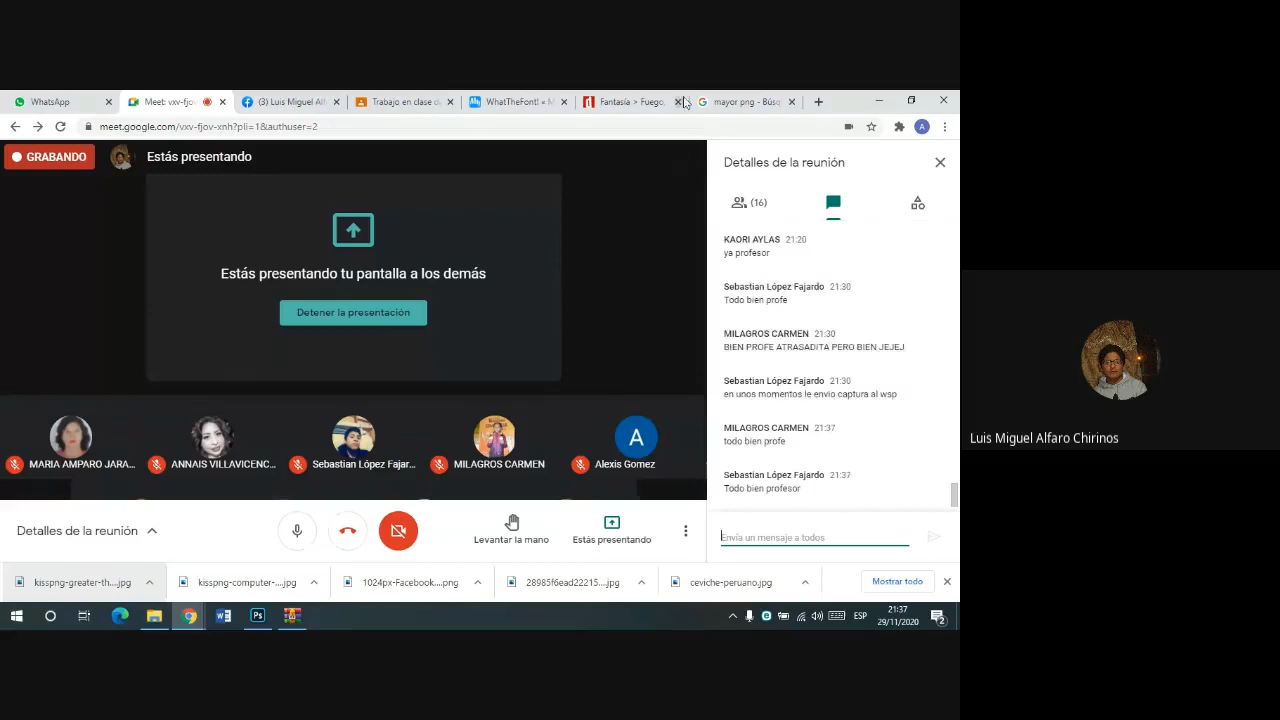 WhatsApp
Meet: vxv-fjov
(3) Luis Miguel Alf
Trabajo en clase d
WhatTheFont! « M
Fantasía > Fuego,
mayor png - Búsq
meet.google.com/vxv-fjov-xnh?pli=1&authuser=2
A
GRABANDO
Estás presentando
Estás presentando tu pantalla a los demás
Detener la presentación
MARIA AMPARO JARA...
ANNAIS VILLAVICENC...
Sebastian López Fajar...
MILAGROS CARMEN
A
Alexis Gomez
Detalles de la reunión
(16)
KAORI AYLAS 21:20
ya profesor
Sebastian López Fajardo 21:30
Todo bien profe
MILAGROS CARMEN 21:30
BIEN PROFE ATRASADITA PERO BIEN JEJEJ
Sebastian López Fajardo 21:30
en unos momentos le envio captura al wsp
MILAGROS CARMEN 21:37
todo bien profe
Sebastian López Fajardo 21:37
Todo bien profesor
Envía un mensaje a todos
Detalles de la reunión
Levantar la mano
Estás presentando
kisspng-greater-th....jpg
kisspng-computer-....jpg
1024px-Facebook....png
28985f6ead22215....jpg
ceviche-peruano.jpg
Mostrar todo
W
Ps
ESP
21:37
29/11/2020
2
Luis Miguel Alfaro Chirinos